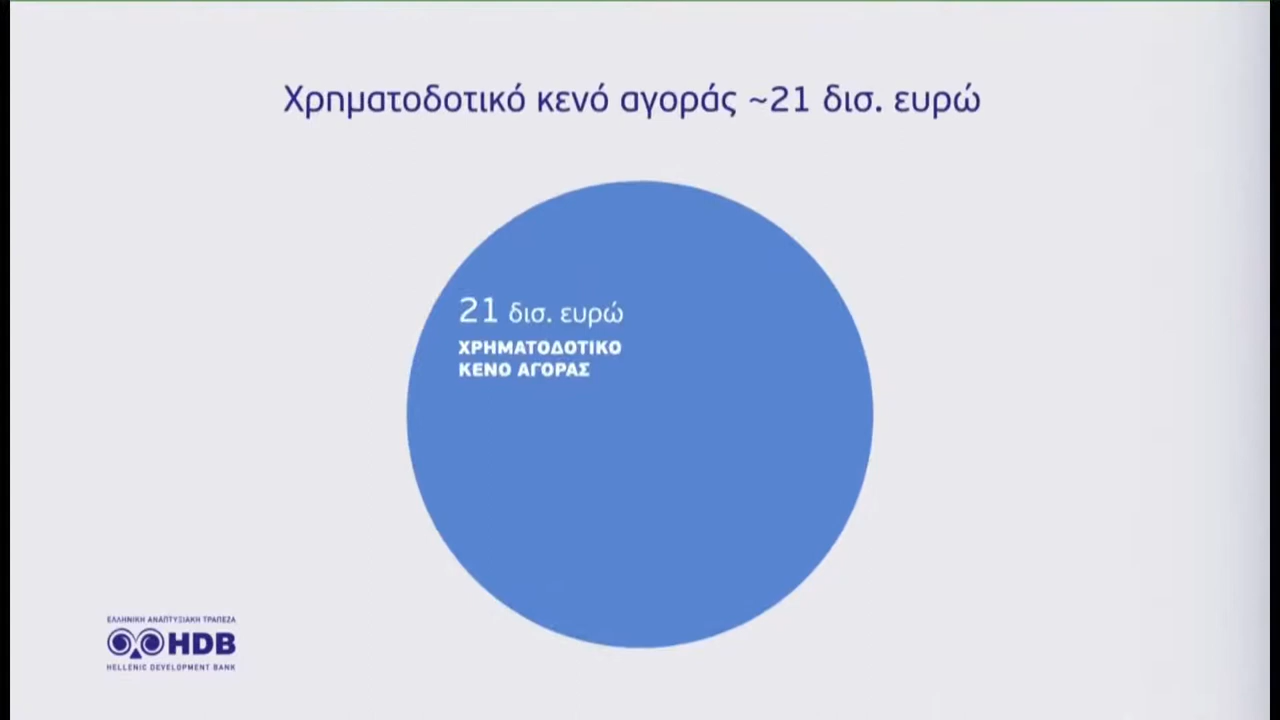 Χρηματοδοτικό κενό αγοράς ~21 δισ. ευρώ
21 δισ. ευρώ
ΧΡΗΜΑΤΟΔΟΤΙΚΟ
ΚΕΝΟ ΑΓΟΡΑΣ
ΕΛΛΗΝΙΚΗ ΑΝΑΠΤΥΞΙΑΚΗ ΤΡΑΠΕΖΑ
HDB
HELLENIC DEVELOPMENT BANK